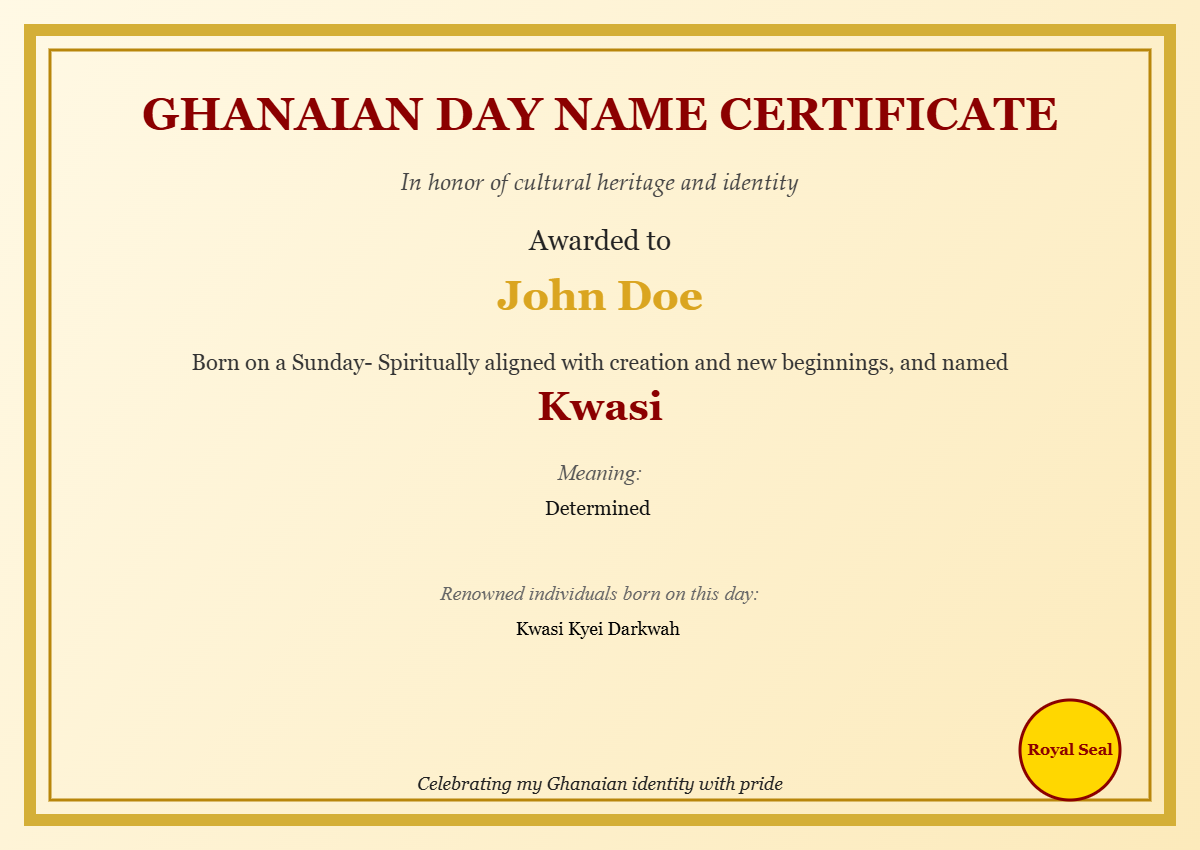 GHANAIAN DAY NAME CERTIFICATE
In honor of cultural heritage and identity
Awarded to
John Doe
Born on a Sunday- Spiritually aligned with creation and new beginnings, and named
Kwasi
Meaning:
Determined
Renowned individuals born on this day:
Kwasi Kyei Darkwah
Royal Seal
Celebrating my Ghanaian identity with pride